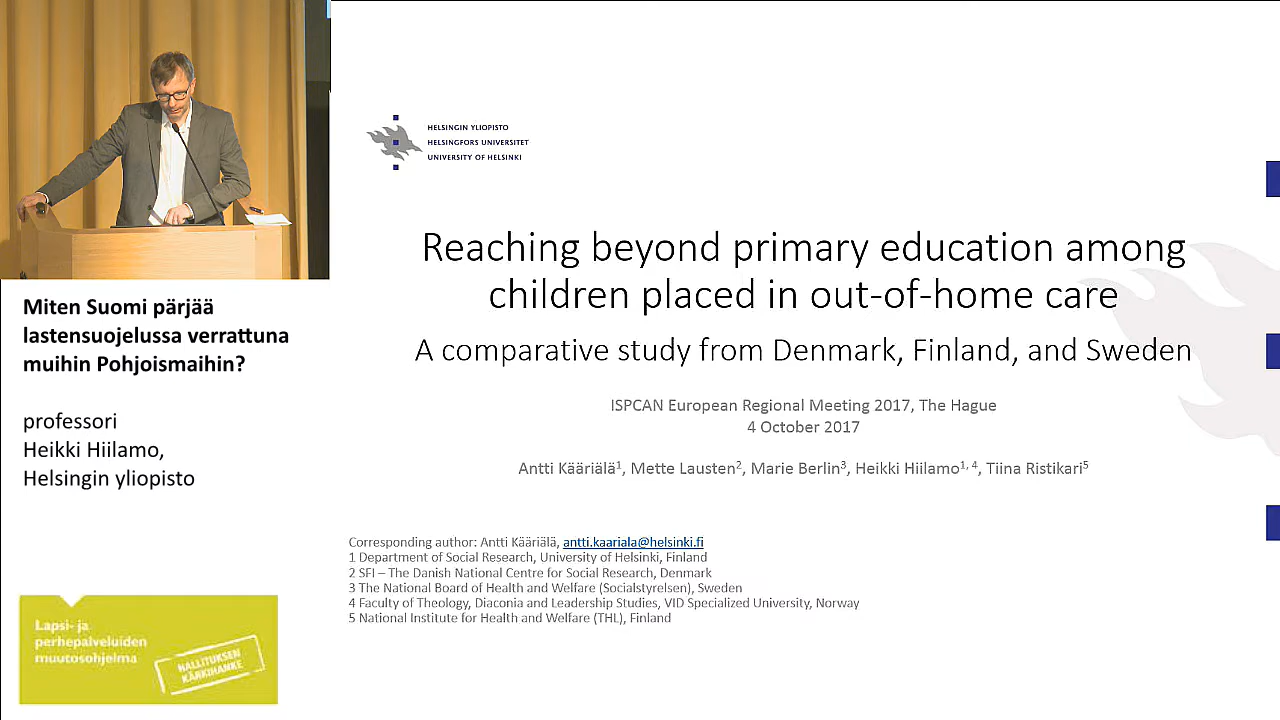 Miten Suomi pärjää
lastensuojelussa verrattuna
muihin Pohjoismaihin?
professori
Heikki Hiilamo,
Helsingin yliopisto
Lapsi- ja
perhepalveluiden
muutosohjelma
HALLITUKSEN
KÄRKIHANKE
HELSINGIN YLIOPISTO
HELSINGFORS UNIVERSITET
UNIVERSITY OF HELSINKI
Reaching beyond primary education among
children placed in out-of-home care
A comparative study from Denmark, Finland, and Sweden
ISPCAN European Regional Meeting 2017, The Hague
4 October 2017
Antti Kääriälä¹, Mette Lausten², Marie Berlin³, Heikki Hiilamo¹, ⁴, Tiina Ristikari⁵
Corresponding author: Antti Kääriälä, antti.kaariala@helsinki.fi
1 Department of Social Research, University of Helsinki, Finland
2 SFI – The Danish National Centre for Social Research, Denmark
3 The National Board of Health and Welfare (Socialstyrelsen), Sweden
4 Faculty of Theology, Diaconia and Leadership Studies, VID Specialized University, Norway
5 National Institute for Health and Welfare (THL), Finland